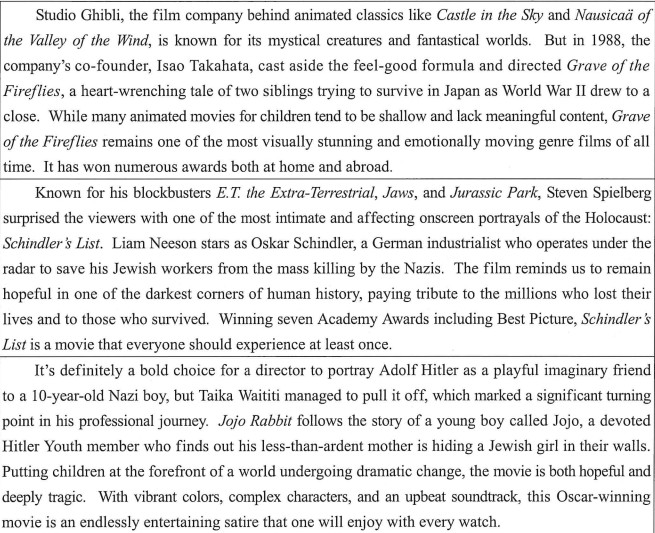 Studio Ghibli, the film company behind animated classics like Castle in the Sky and Nausicaä of
the Valley of the Wind, is known for its mystical creatures and fantastical worlds. But in 1988, the
company's co-founder, Isao Takahata, cast aside the feel-good formula and directed Grave of the
Fireflies, a heart-wrenching tale of two siblings trying to survive in Japan as World War II drew to a
close. While many animated movies for children tend to be shallow and lack meaningful content, Grave
of the Fireflies remains one of the most visually stunning and emotionally moving genre films of all
time. It has won numerous awards both at home and abroad.
Known for his blockbusters E.T. the Extra-Terrestrial, Jaws, and Jurassic Park, Steven Spielberg
surprised the viewers with one of the most intimate and affecting onscreen portrayals of the Holocaust:
Schindler's List. Liam Neeson stars as Oskar Schindler, a German industrialist who operates under the
radar to save his Jewish workers from the mass killing by the Nazis. The film reminds us to remain
hopeful in one of the darkest corners of human history, paying tribute to the millions who lost their
lives and to those who survived. Winning seven Academy Awards including Best Picture, Schindler's
List is a movie that everyone should experience at least once.
It's definitely a bold choice for a director to portray Adolf Hitler as a playful imaginary friend
to a 10-year-old Nazi boy, but Taika Waititi managed to pull it off, which marked a significant turning
point in his professional journey. Jojo Rabbit follows the story of a young boy called Jojo, a devoted
Hitler Youth member who finds out his less-than-ardent mother is hiding a Jewish girl in their walls.
Putting children at the forefront of a world undergoing dramatic change, the movie is both hopeful and
deeply tragic. With vibrant colors, complex characters, and an upbeat soundtrack, this Oscar-winning
movie is an endlessly entertaining satire that one will enjoy with every watch.